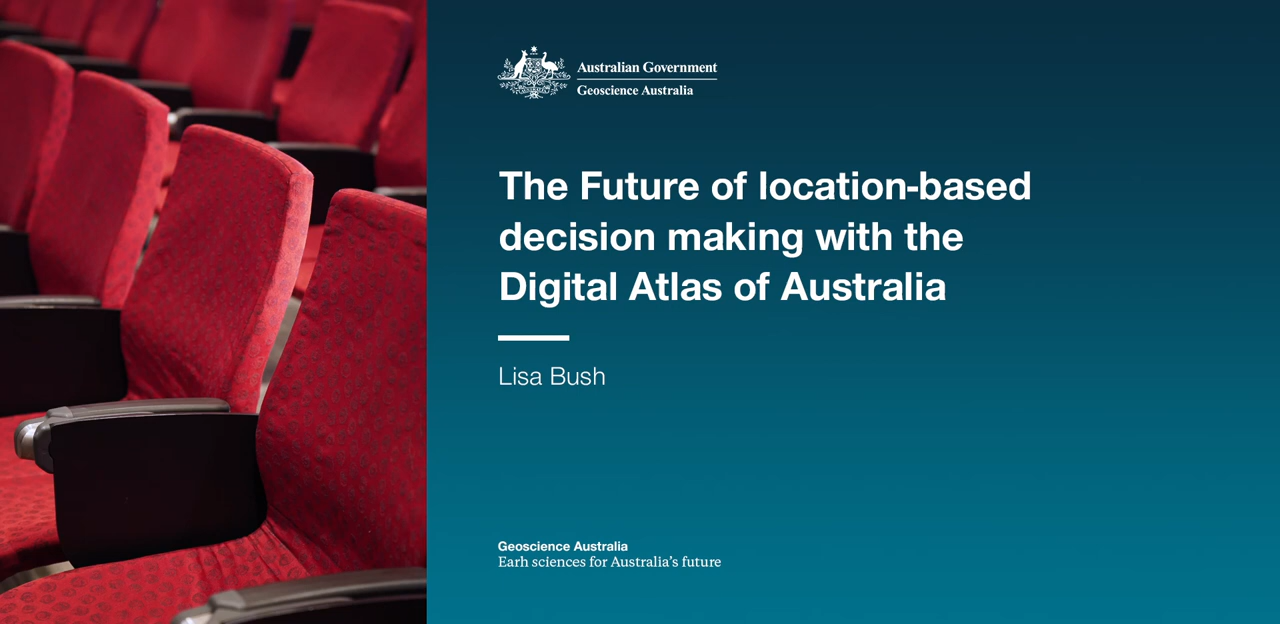 Australian Government
Geoscience Australia
The Future of location-based
decision making with the
Digital Atlas of Australia
Lisa Bush
Geoscience Australia
Earh sciences for Australia's future